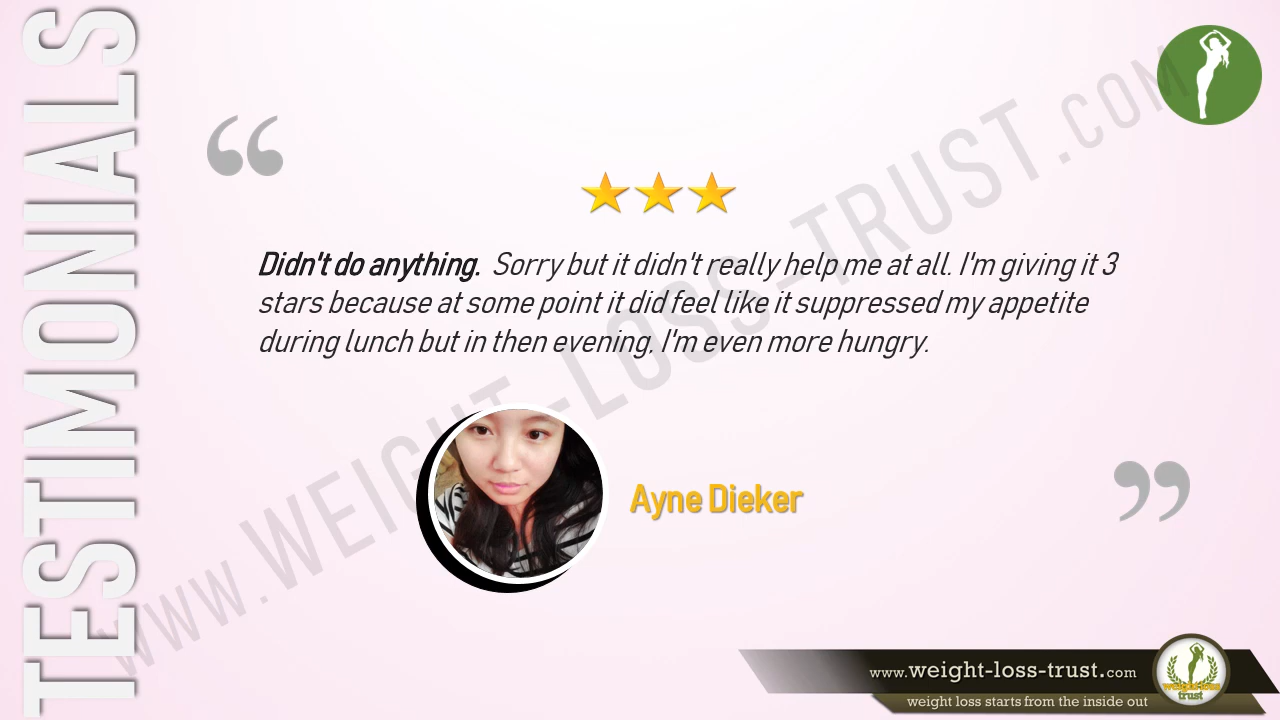 TESTIMONIALS
“
Didn't do anything. Sorry but it didn't really help me at all. I'm giving it 3
stars because at some point it did feel like it suppressed my appetite
during lunch but in then evening, I'm even more hungry.
Ayne Dieker
”
www.WEIGHT-LOSS-TRUST.com
www.weight-loss-trust.com
weight loss starts from the inside out
weight loss
trust